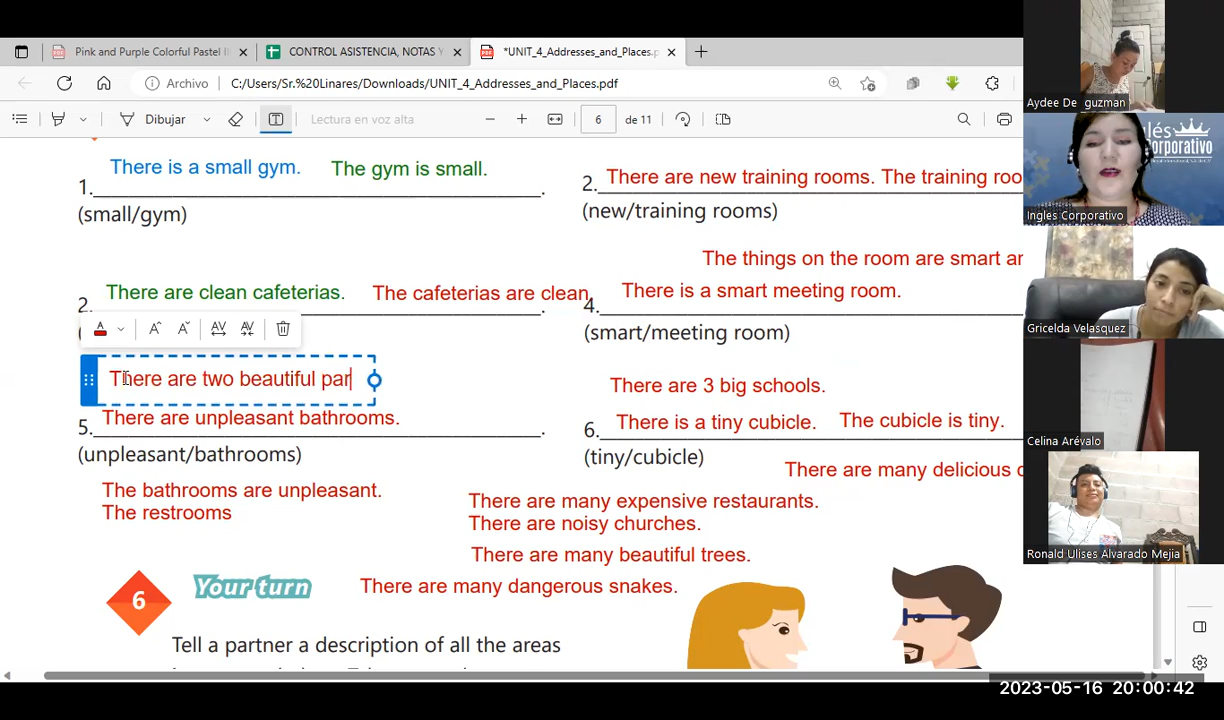 Pink and Purple Colorful Pastel Il
CONTROL ASISTENCIA, NOTAS Y
*UNIT_4_Addresses_and_Places.p
Archivo
C:/Users/Sr.%20Linares/Downloads/UNIT_4_Addresses_and_Places.pdf
Dibujar
Lectura en voz alta
6
de 11
There is a small gym.
The gym is small.
1.
(small/gym)
2.
There are new training rooms. The training roo
(new/training rooms)
The things on the room are smart an
There are clean cafeterias.
The cafeterias are clean.
2.
4.
There is a smart meeting room.
(smart/meeting room)
There are two beautiful par
There are 3 big schools.
There are unpleasant bathrooms.
5.
(unpleasant/bathrooms)
6.
There is a tiny cubicle.
The cubicle is tiny.
(tiny/cubicle)
There are many delicious
The bathrooms are unpleasant.
The restrooms
There are many expensive restaurants.
There are noisy churches.
There are many beautiful trees.
There are many dangerous snakes.
6
Your turn
Tell a partner a description of all the areas
Aydee De guzman
glés
orporativo
Ingles Corporativo
Gricelda Velasquez
Celina Arévalo
Ronald Ulises Alvarado Mejia
2023-05-16 20:00:42